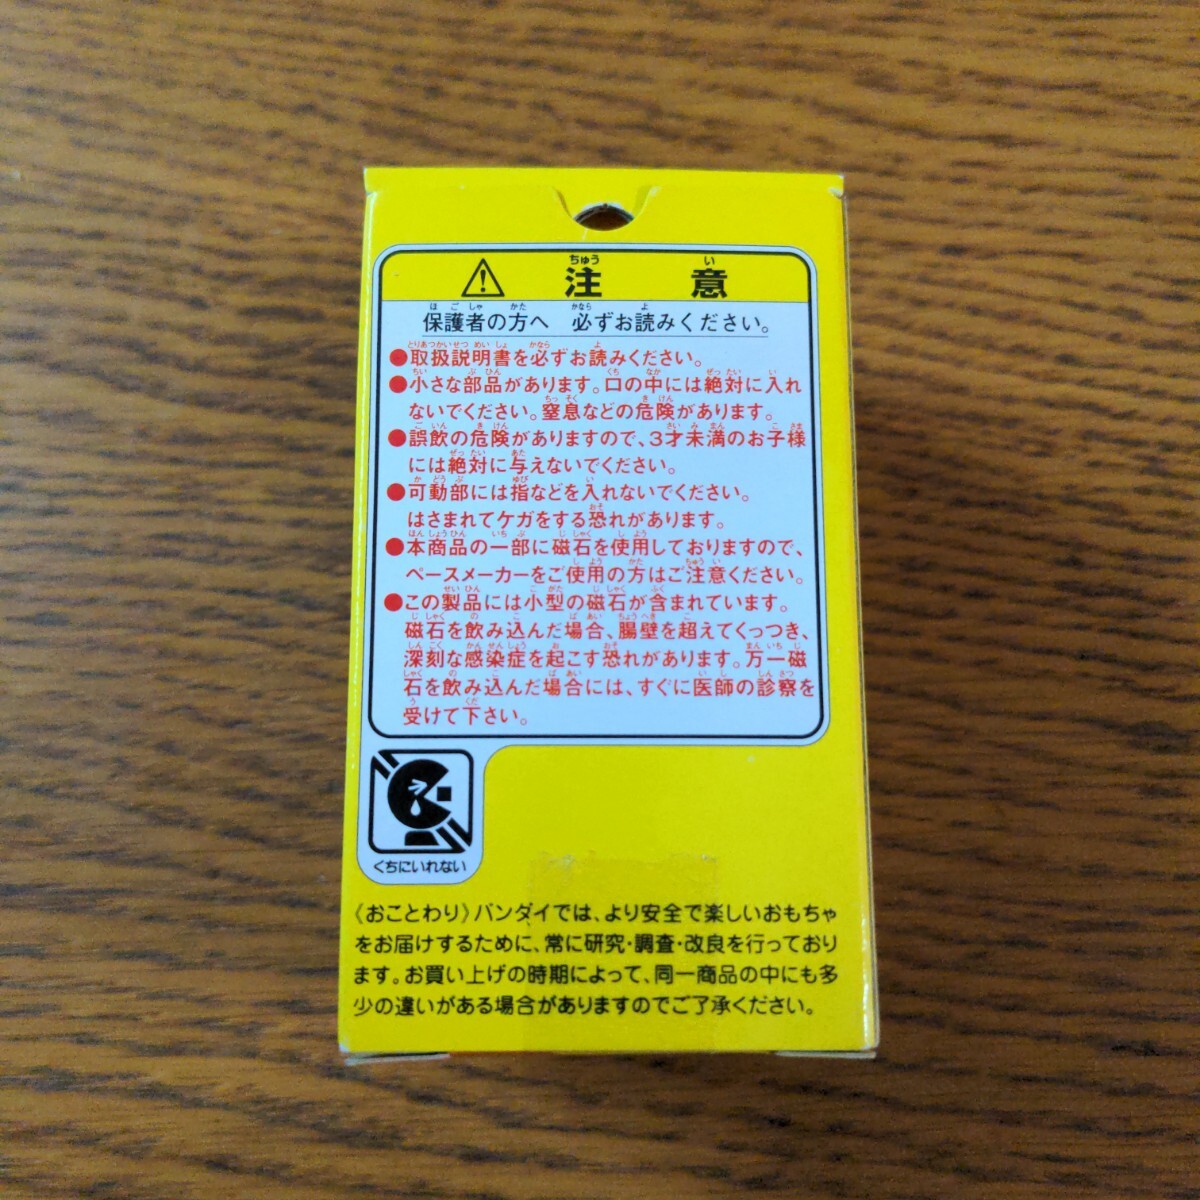 注意
保護者の方へ 必ずお読みください。
●取扱説明書を必ずお読みください。
●小さな部品があります。口の中には絶対に入れ
ないでください。窒息などの危険があります。
●誤飲の危険がありますので、3才未満のお子様
には絶対に与えないでください。
●可動部には指などを入れないでください。
はさまれてケガをする恐れがあります。
●本商品の一部に磁石を使用しておりますので、
ペースメーカーをご使用の方はご注意ください。
●この製品には小型の磁石が含まれています。
磁石を飲み込んだ場合、腸壁を超えてくっつき、
深刻な感染症を起こす恐れがあります。万一磁
石を飲み込んだ場合には、すぐに医師の診察を
受けて下さい。
くちにいれない
《おことわり》バンダイでは、より安全で楽しいおもちゃ
をお届けするために、常に研究・調査・改良を行っており
ます。お買い上げの時期によって、同一商品の中にも多
少の違いがある場合がありますのでご了承ください。